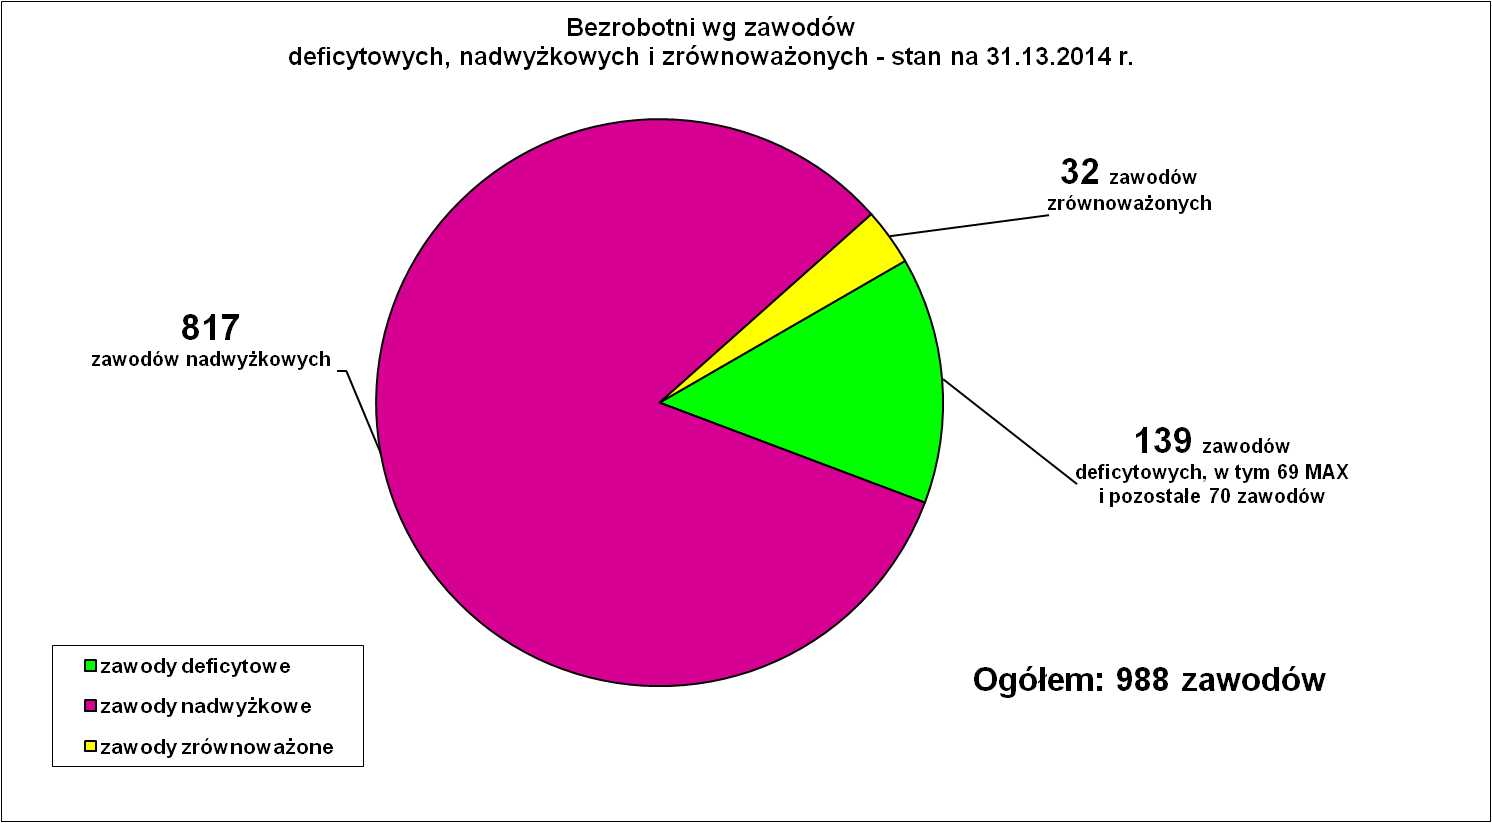 Bezrobotni wg zawodów
deficytowych, nadwyżkowych i zrównoważonych - stan na 31.13.2014 r.
32 zawodów
zrównoważonych
817
zawodów nadwyżkowych
139 zawodów
deficytowych, w tym 69 MAX
i pozostałe 70 zawodów
Ogółem: 988 zawodów
zawody deficytowe
zawody nadwyżkowe
zawody zrównoważone